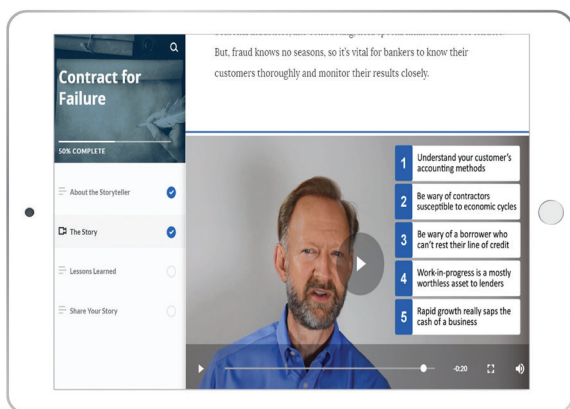 Contract for
Failure
50% COMPLETE
About the Storyteller
The Story
Lessons Learned
Share Your Story
But, fraud knows no seasons, so it's vital for bankers to know their
customers thoroughly and monitor their results closely.
1 Understand your customer's
accounting methods
2 Be wary of contractors
susceptible to economic cycles
3 Be wary of a borrower who
can't rest their line of credit
4 Work-in-progress is a mostly
worthless asset to lenders
5 Rapid growth really saps the
cash of a business
-0:20